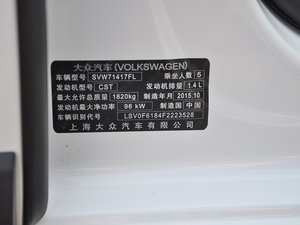 大众汽车(VOLKSWAGEN)
车辆型号 SVW71417FL 乘坐人数 5
发动机型号 CST 发动机排量 1.4 L
最大允许总质量 1820kg 制造年月 2015.10
发动机最大净功率 96 kW 制造国 中国
车辆识别代号 LSV0F6184F2223528
上海大众汽车有限公司